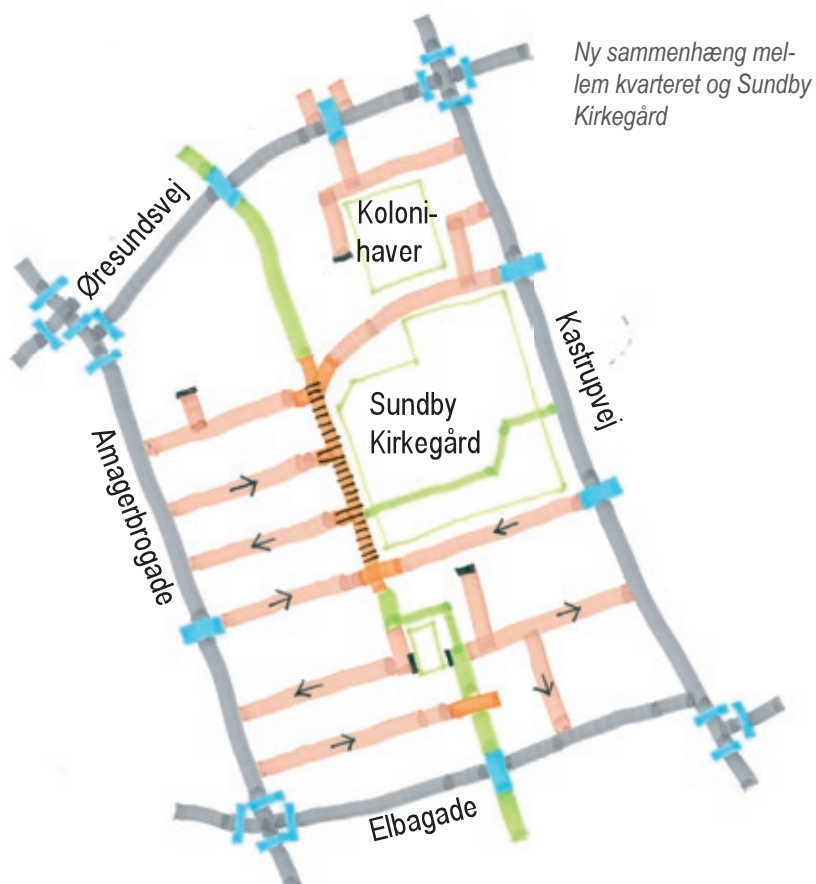 Ny sammenhæng mel-
lem kvarteret og Sundby
Kirkegård
Øresundsvej
Koloni-
haver
Kastrupvej
Sundby
Kirkegård
Amagerbrogade
Elbagade